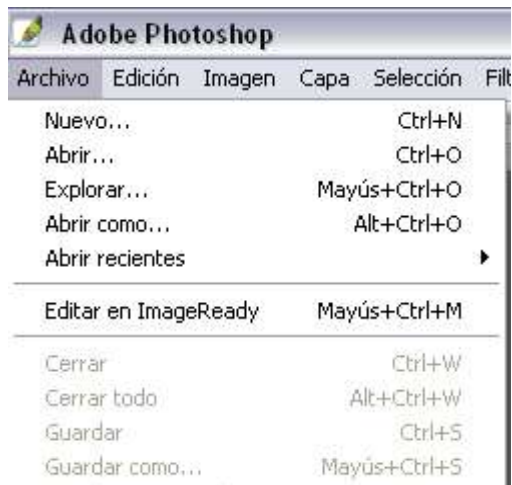 Adobe Photoshop
Archivo Edición Imagen Capa Selección Filt
Nuevo... Ctrl+N
Abrir... Ctrl+O
Explorar... Mayús+Ctrl+O
Abrir como... Alt+Ctrl+O
Abrir recientes
Editar en ImageReady Mayús+Ctrl+M
Cerrar Ctrl+W
Cerrar todo Alt+Ctrl+W
Guardar Ctrl+S
Guardar como... Mayús+Ctrl+S